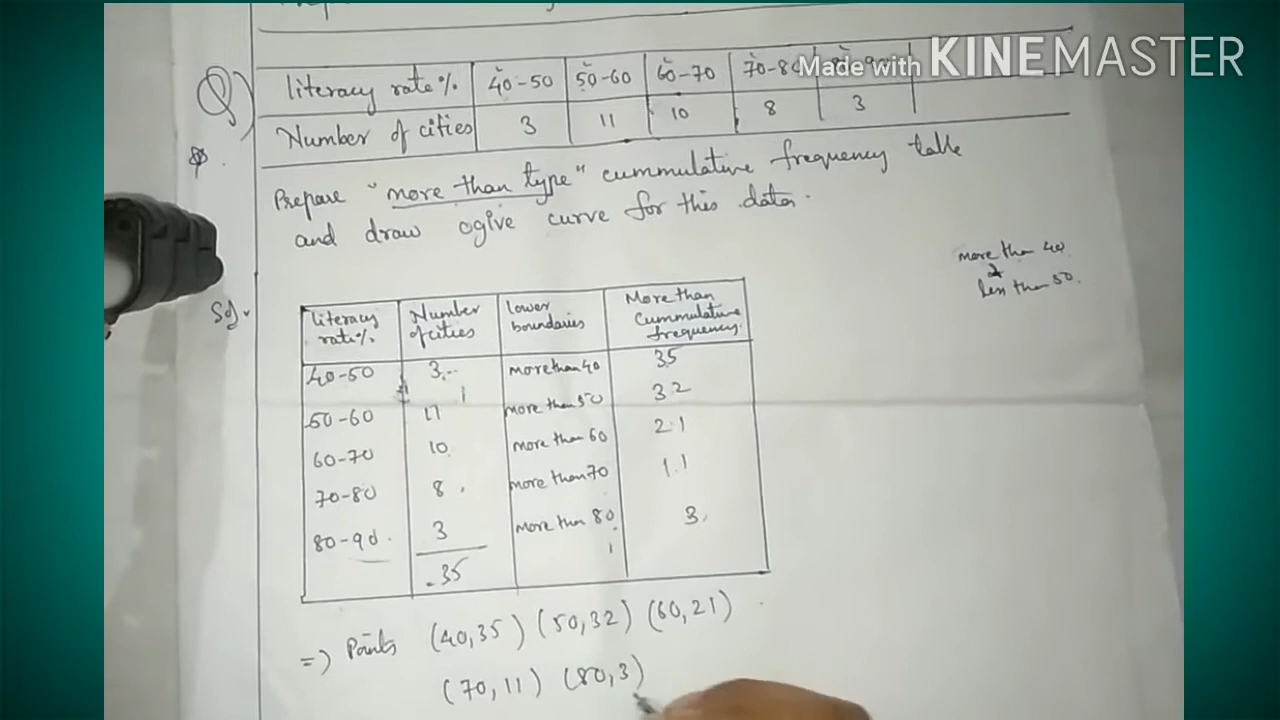 Made with KINEMASTER
Q)
literacy rate% 40-50 50-60 60-70 70-80
Number of cities 3 11 10 8 3
Prepare "more than type" cummulative frequency table
and draw ogive curve for this data.
more than 40
&
less than 50.
Sol.
literacy rate% Number of cities lower boundaries More than cummulative frequency.
40-50 3 more than 40 35
50-60 11 more than 50 32
60-70 10 more than 60 21
70-80 8 more than 70 11
80-90 3 more than 80 3
35
=) Points (40,35) (50,32) (60,21)
(70,11) (80,3)